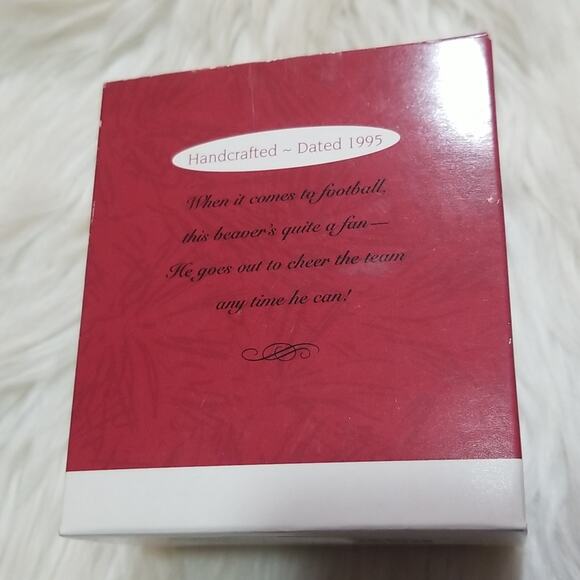 Handcrafted ~ Dated 1995
When it comes to football,
this beaver's quite a fan—
He goes out to cheer the team
any time he can!